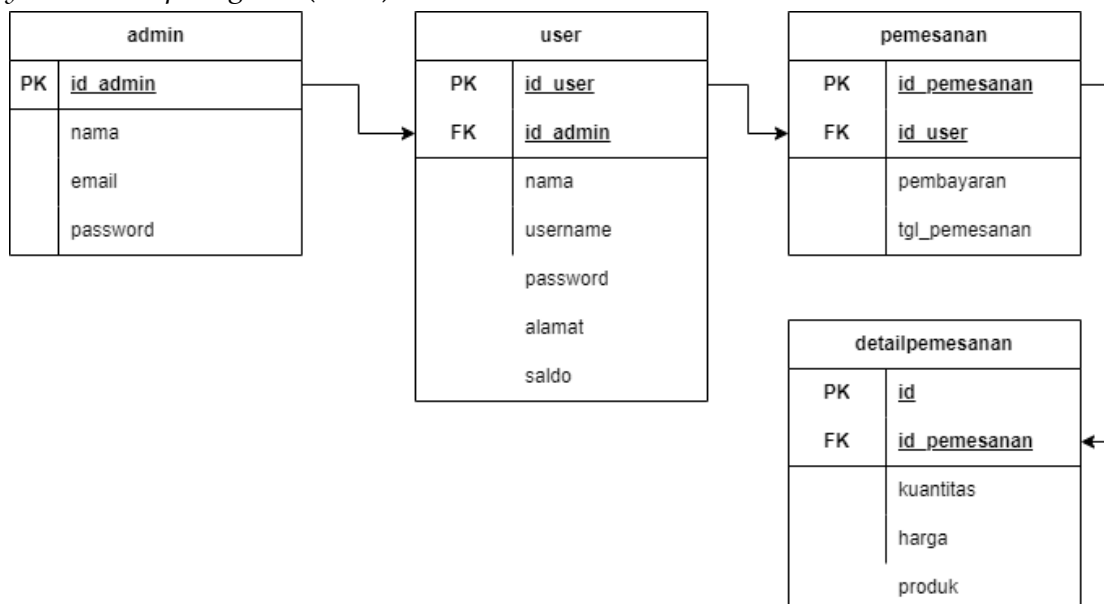 admin
PK id_admin
nama
email
password
user
PK id_user
FK id_admin
nama
username
password
alamat
saldo
pemesanan
PK id_pemesanan
FK id_user
pembayaran
tgl_pemesanan
detailpemesanan
PK id
FK id_pemesanan
kuantitas
harga
produk